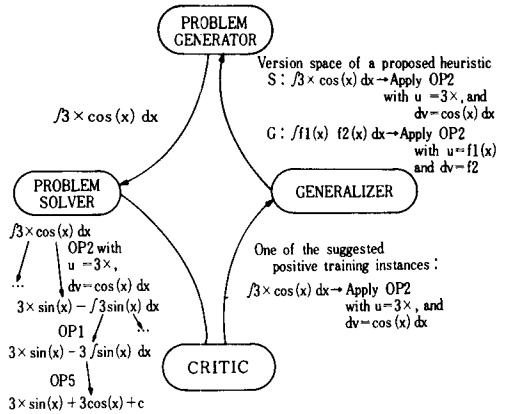 PROBLEM
GENERATOR
Version space of a proposed heuristic
S : ∫3× cos(x) dx→Apply OP2
with u =3×, and
dv=cos(x) dx
G : ∫f1(x) f2(x) dx→Apply OP2
with u=f1(x)
and dv=f2
∫3× cos(x) dx
PROBLEM
SOLVER
GENERALIZER
∫3×cos(x) dx
OP2 with
u =3×,
dv=cos(x) dx
...
3× sin(x) − ∫3sin(x) dx
OP1
...
3× sin(x) − 3 ∫sin(x) dx
OP5
3× sin(x) + 3cos(x)+c
One of the suggested
positive training instances :
∫3×cos(x) dx→ Apply OP2
with u=3×, and
dv=cos(x) dx
CRITIC